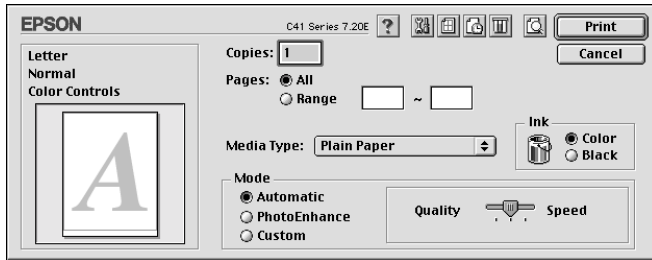 EPSON
C41 Series 7.20E
?
Print
Cancel
Letter
Normal
Color Controls
A
Copies: 1
Pages: All
Range ~
Media Type: Plain Paper
Ink
Color
Black
Mode
Automatic
PhotoEnhance
Custom
Quality Speed